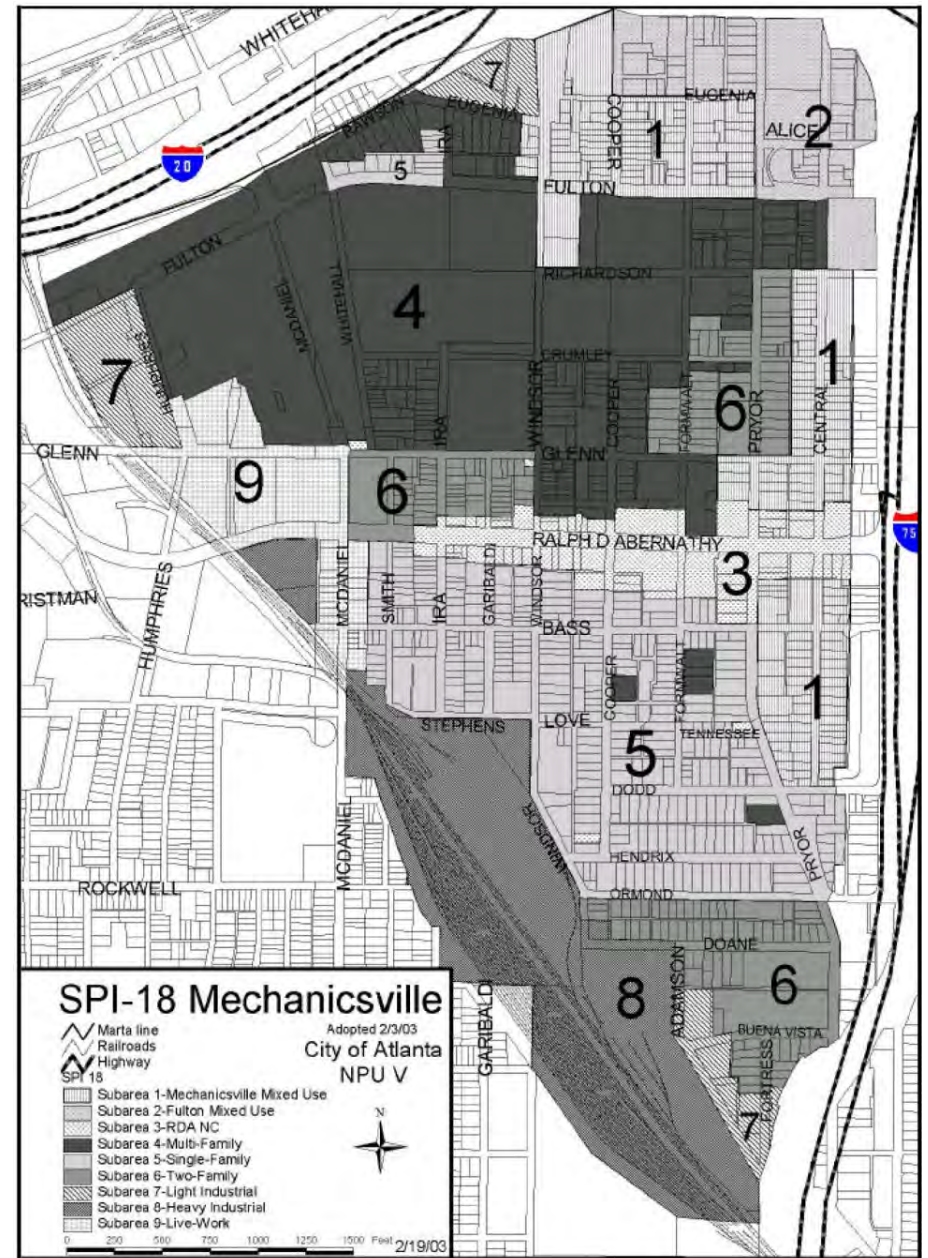 WHITEHA
7
EUGENIA
COOPER
1
EUGENIA
ALICE
2
RAWSON
EUGENIA
IRA
20
5
FULTON
FULTON
RICHARDSON
MCDANIEL
WHITEHALL
4
CRUMLEY
7
HUMPHRIES
IRA
WINDSOR
COOPER
FORMWALT
6
PRYOR
CENTRAL
1
GLENN
GLENN
9
6
RALPH D ABERNATHY
75
3
RISTMAN
HUMPHRIES
MCDANIEL
SMITH
IRA
GARIBALDI
WINDSOR
BASS
COOPER
FORMWALT
1
STEPHENS
LOVE
TENNESSEE
5
DODD
MCDANIEL
WINDSOR
HENDRIX
PRYOR
ROCKWELL
ORMOND
DOANE
8
ADAMSON
6
BUENA VISTA
GARIBALD
FORTRESS
7
SPI-18 Mechanicsville
Marta line
Railroads
Highway
Adopted 2/3/03
City of Atlanta
NPU V
SPI 18
Subarea 1-Mechanicsville Mixed Use
Subarea 2-Fulton Mixed Use
Subarea 3-RDA NC
Subarea 4-Multi-Family
Subarea 5-Single-Family
Subarea 6-Two-Family
Subarea 7-Light Industrial
Subarea 8-Heavy Industrial
Subarea 9-Live-Work
N
0 250 500 750 1000 1250 1500 Feet
2/19/03